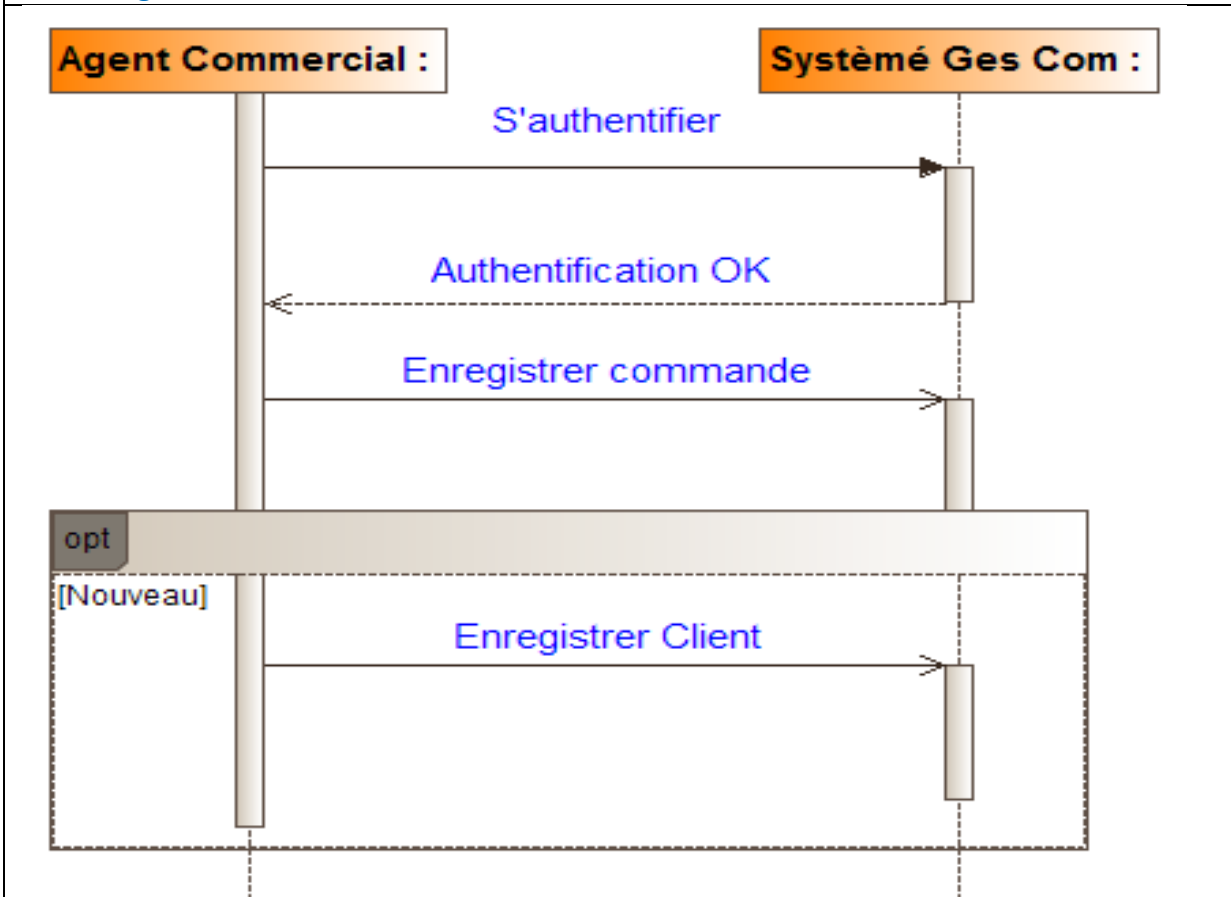 Agent Commercial :
Systèmé Ges Com :
S'authentifier
Authentification OK
Enregistrer commande
opt
[Nouveau]
Enregistrer Client